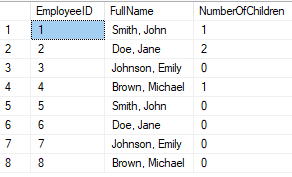 EmployeeID FullName NumberOfChildren
1 1 Smith, John 1
2 2 Doe, Jane 2
3 3 Johnson, Emily 0
4 4 Brown, Michael 1
5 5 Smith, John 0
6 6 Doe, Jane 0
7 7 Johnson, Emily 0
8 8 Brown, Michael 0